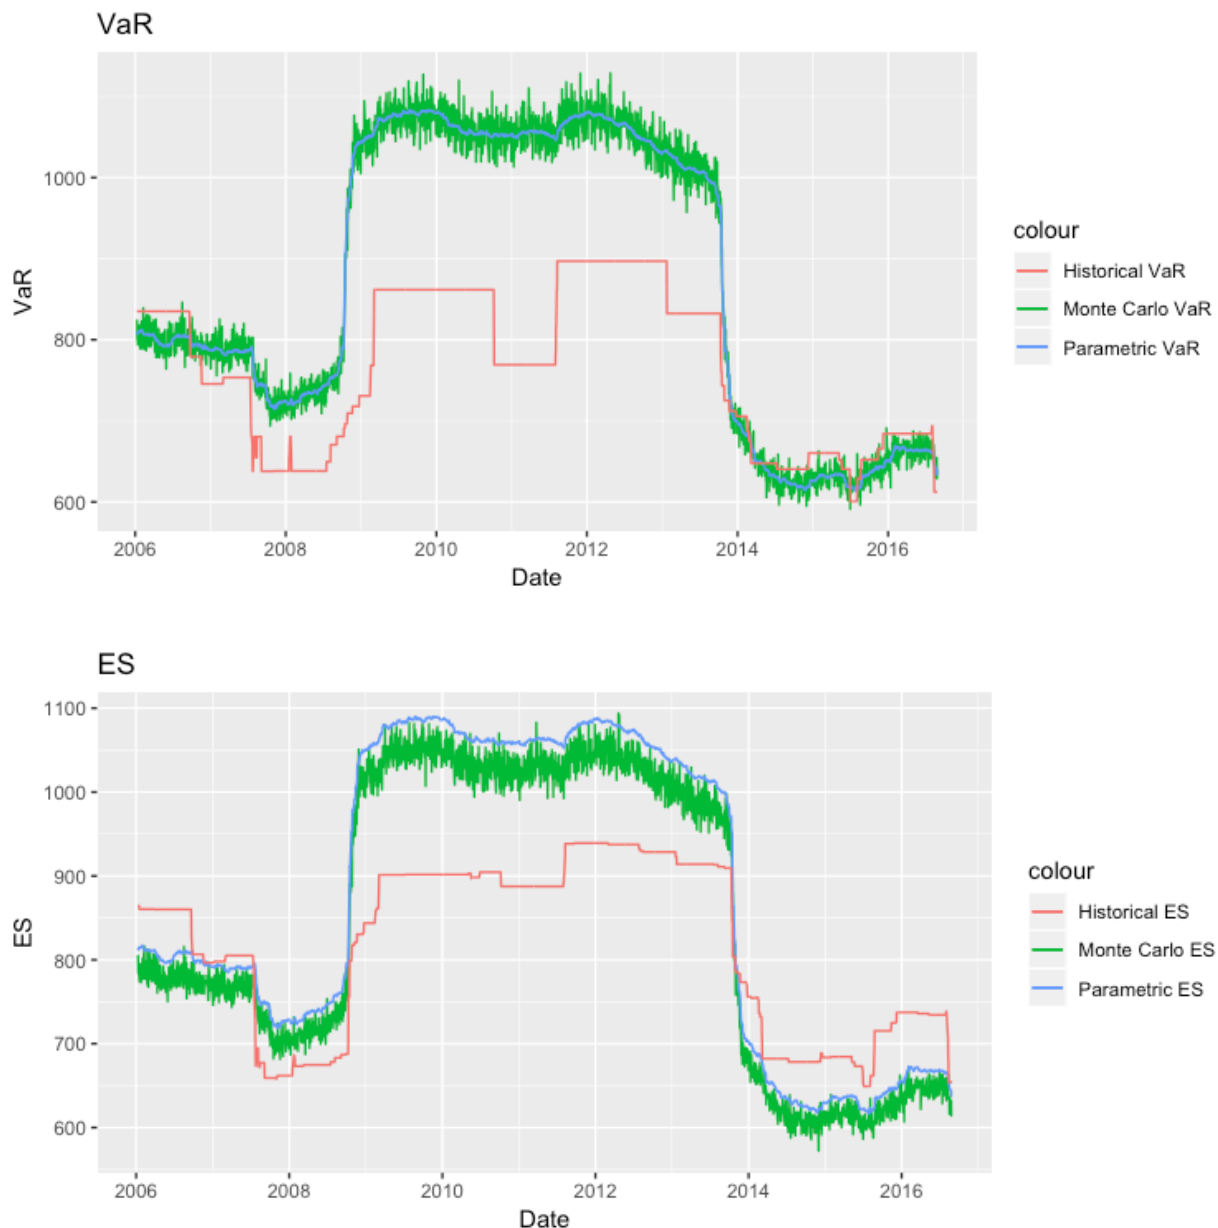 VaR
1000
800
600
VaR
2006 2008 2010 2012 2014 2016
Date
colour
Historical VaR
Monte Carlo VaR
Parametric VaR
ES
1100
1000
900
800
700
600
ES
2006 2008 2010 2012 2014 2016
Date
colour
Historical ES
Monte Carlo ES
Parametric ES